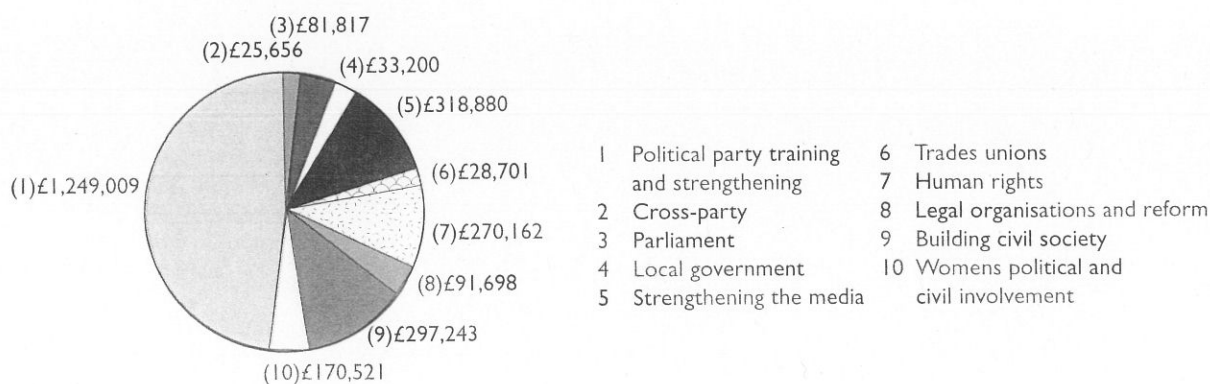 (3)£81,817
(2)£25,656
(4)£33,200
(5)£318,880
(1)£1,249,009
(6)£28,701
(7)£270,162
(8)£91,698
(9)£297,243
(10)£170,521
1 Political party training
and strengthening
2 Cross-party
3 Parliament
4 Local government
5 Strengthening the media
6 Trades unions
7 Human rights
8 Legal organisations and reform
9 Building civil society
10 Womens political and
civil involvement